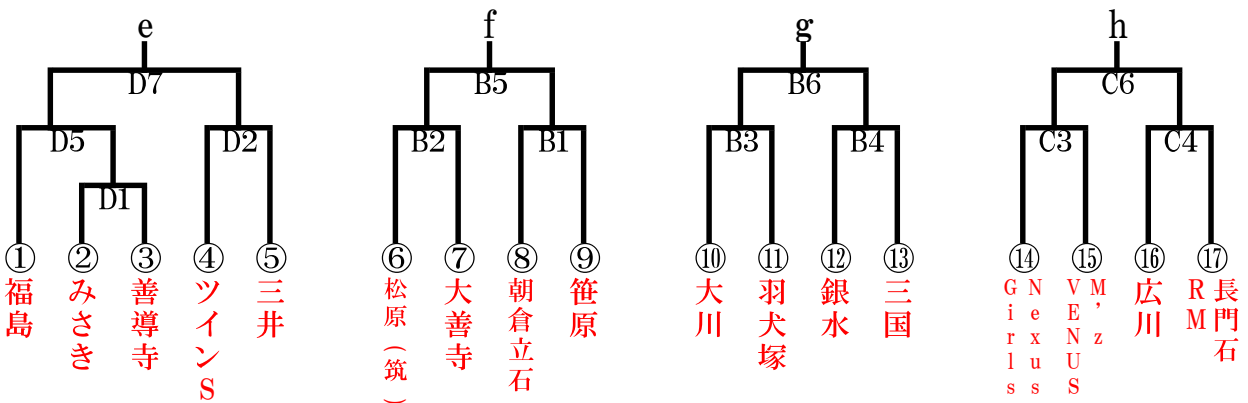 e
f
g
h
D7
B5
B6
C6
D5
D2
B2
B1
B3
B4
C3
C4
D1
①
②
③
④
⑤
⑥
⑦
⑧
⑨
⑩
⑪
⑫
⑬
⑭
⑮
⑯
⑰
福島
みさき
善導寺
ツインS
三井
松原（筑）
大善寺
朝倉立石
笹原
大川
羽犬塚
銀水
三国
Nexus
Girls
M’z
VENUS
広川
長門石
RM